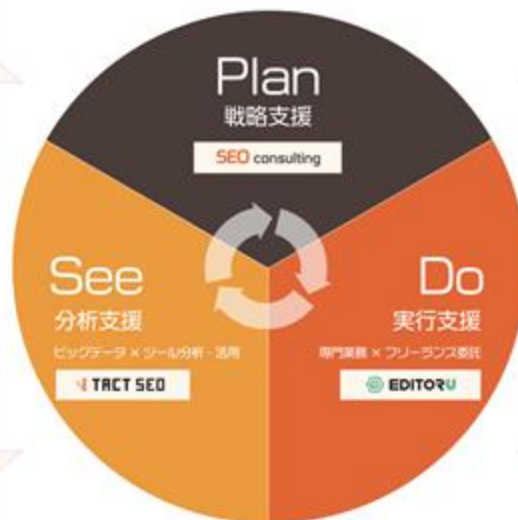 Plan
戦略支援
SEO consulting
See
分析支援
ビッグデータ × ツール分析・活用
TACT SEO
Do
実行支援
専門業務 × フリーランス委託
EDITORU